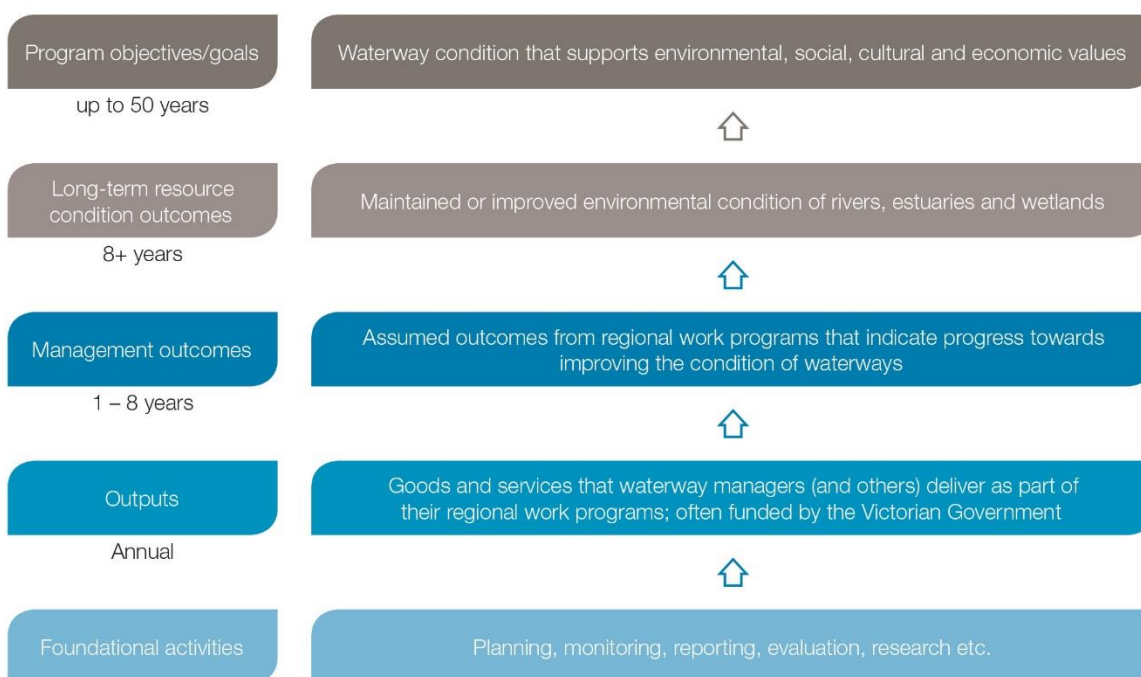 Program objectives/goals
Waterway condition that supports environmental, social, cultural and economic values
up to 50 years
Long-term resource
condition outcomes
Maintained or improved environmental condition of rivers, estuaries and wetlands
8+ years
Management outcomes
Assumed outcomes from regional work programs that indicate progress towards
improving the condition of waterways
1 – 8 years
Outputs
Goods and services that waterway managers (and others) deliver as part of
their regional work programs; often funded by the Victorian Government
Annual
Foundational activities
Planning, monitoring, reporting, evaluation, research etc.